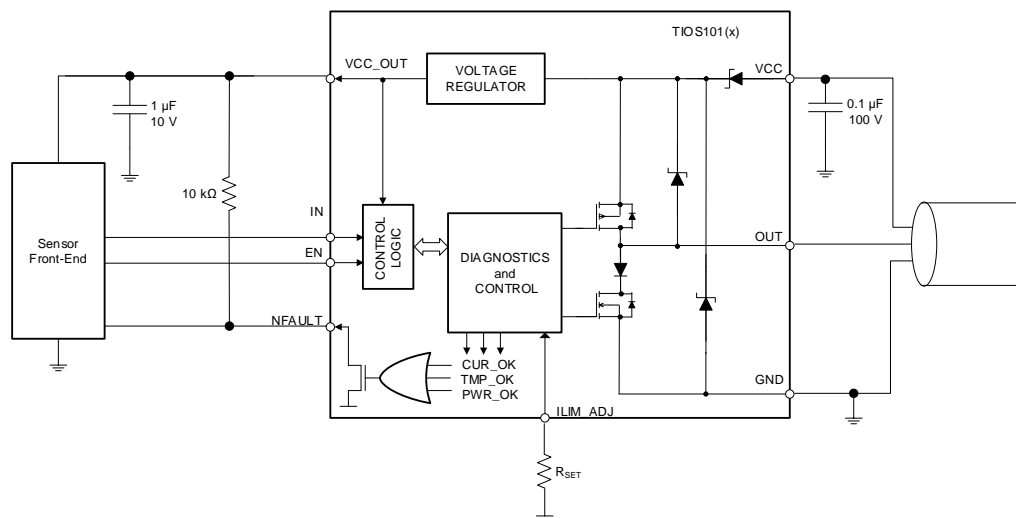 TIOS101(x)
VCC_OUT
VOLTAGE
REGULATOR
VCC
1 µF
10 V
0.1 µF
100 V
10 kΩ
IN
Sensor
Front-End
EN
CONTROL
LOGIC
DIAGNOSTICS
and
CONTROL
OUT
NFAULT
CUR_OK
TMP_OK
PWR_OK
GND
ILIM_ADJ
RSET